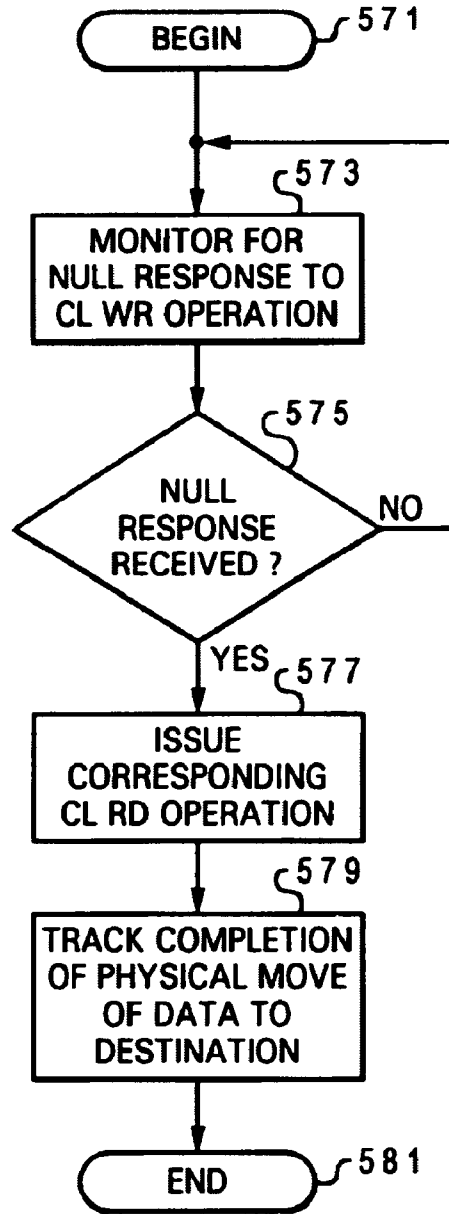 BEGIN
571
573
MONITOR FOR
NULL RESPONSE TO
CL WR OPERATION
575
NULL
RESPONSE
RECEIVED ?
NO
YES
577
ISSUE
CORRESPONDING
CL RD OPERATION
579
TRACK COMPLETION
OF PHYSICAL MOVE
OF DATA TO
DESTINATION
END
581